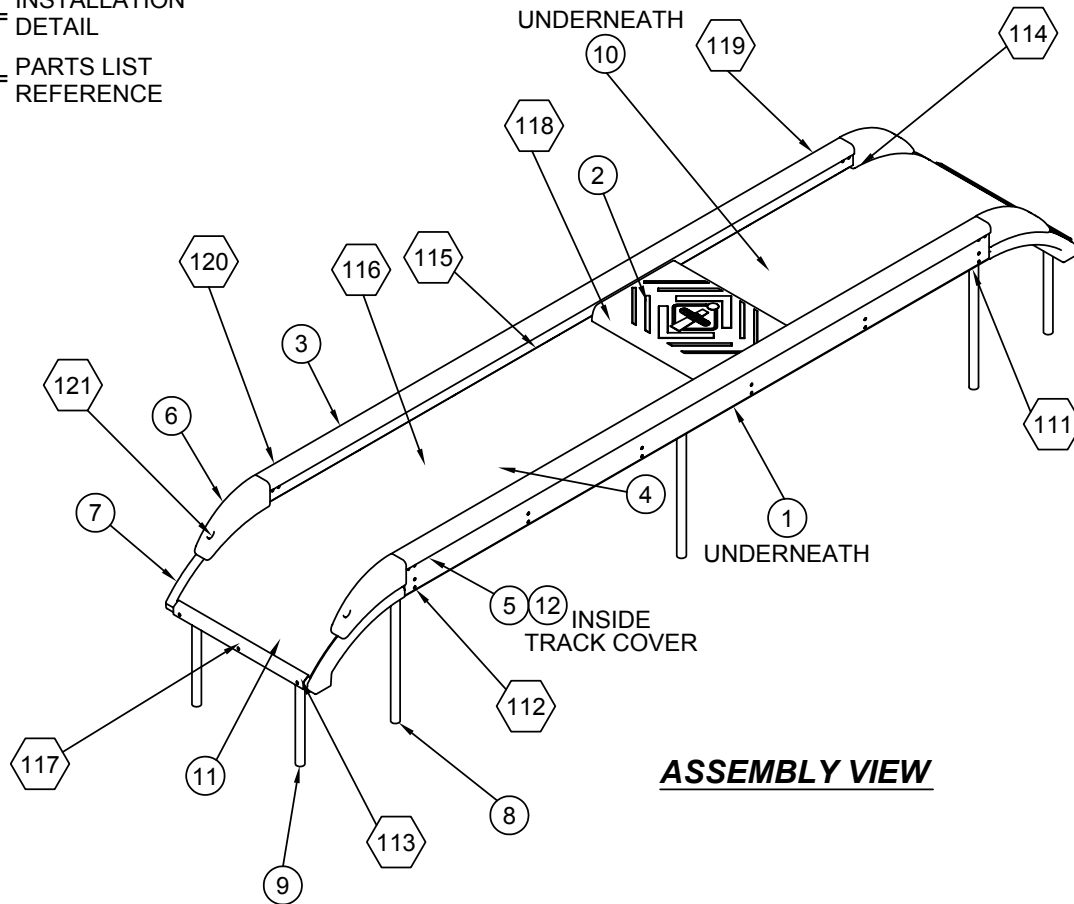 = INSTALLATION
DETAIL
= PARTS LIST
REFERENCE
UNDERNEATH
10
119
114
118
2
120
116
115
3
121
6
7
111
4
1
UNDERNEATH
5 12 INSIDE
TRACK COVER
112
117
11
8
113
9
ASSEMBLY VIEW